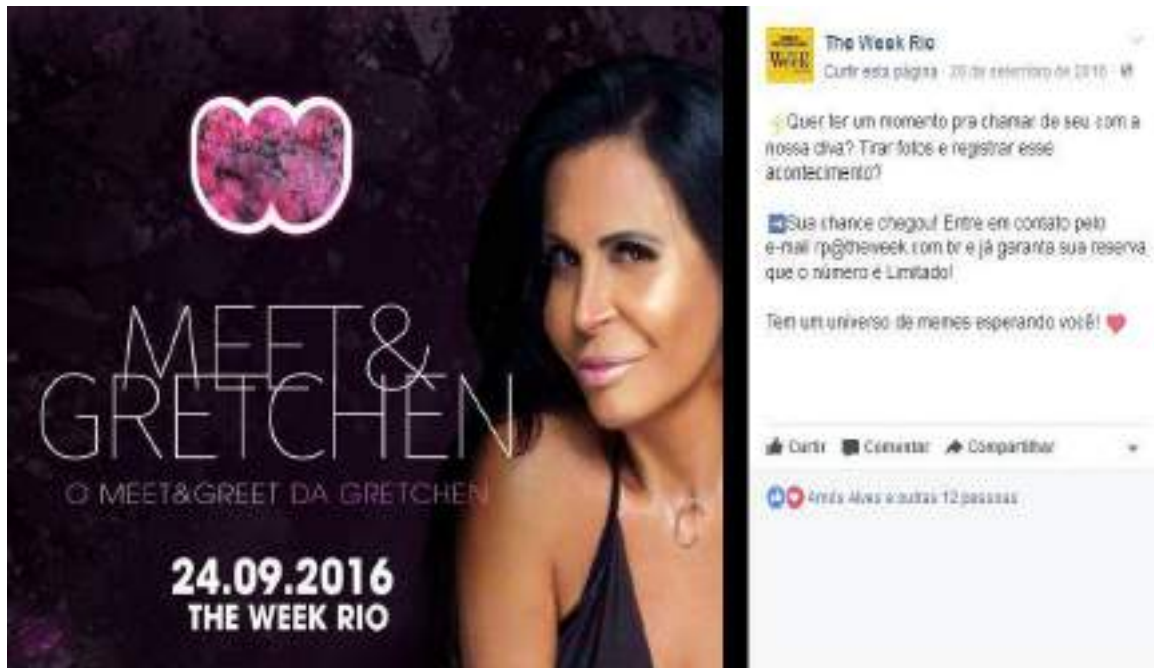 MEET&
GRETCHEN
O MEET&GREET DA GRETCHEN
24.09.2016
THE WEEK RIO
The Week Rio
Curtir esta página · 20 de setembro de 2016
Quer ter um momento pra chamar de seu com a
nossa diva? Tirar fotos e registrar esse
acontecimento?
Sua chance chegou! Entre em contato pelo
e-mail rp@theweek.com.br e já garanta sua reserva
que o número é Limitado!
Tem um universo de memes esperando você!
Curtir Comentar Compartilhar
Alves e outras 12 pessoas